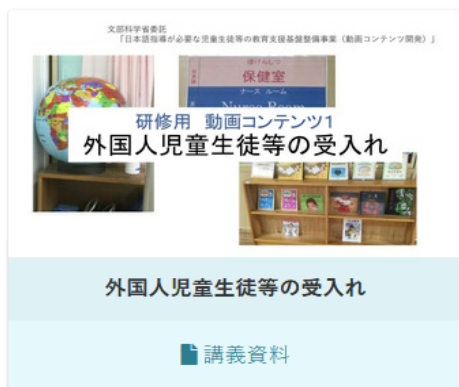 文部科学省委託
「日本語指導が必要な児童生徒等の教育支援基盤整備事業（動画コンテンツ開発）」
ほけんしつ
保健室
ナース ルーム
Nurse Room
研修用 動画コンテンツ1
外国人児童生徒等の受入れ
外国人児童生徒等の受入れ
講義資料